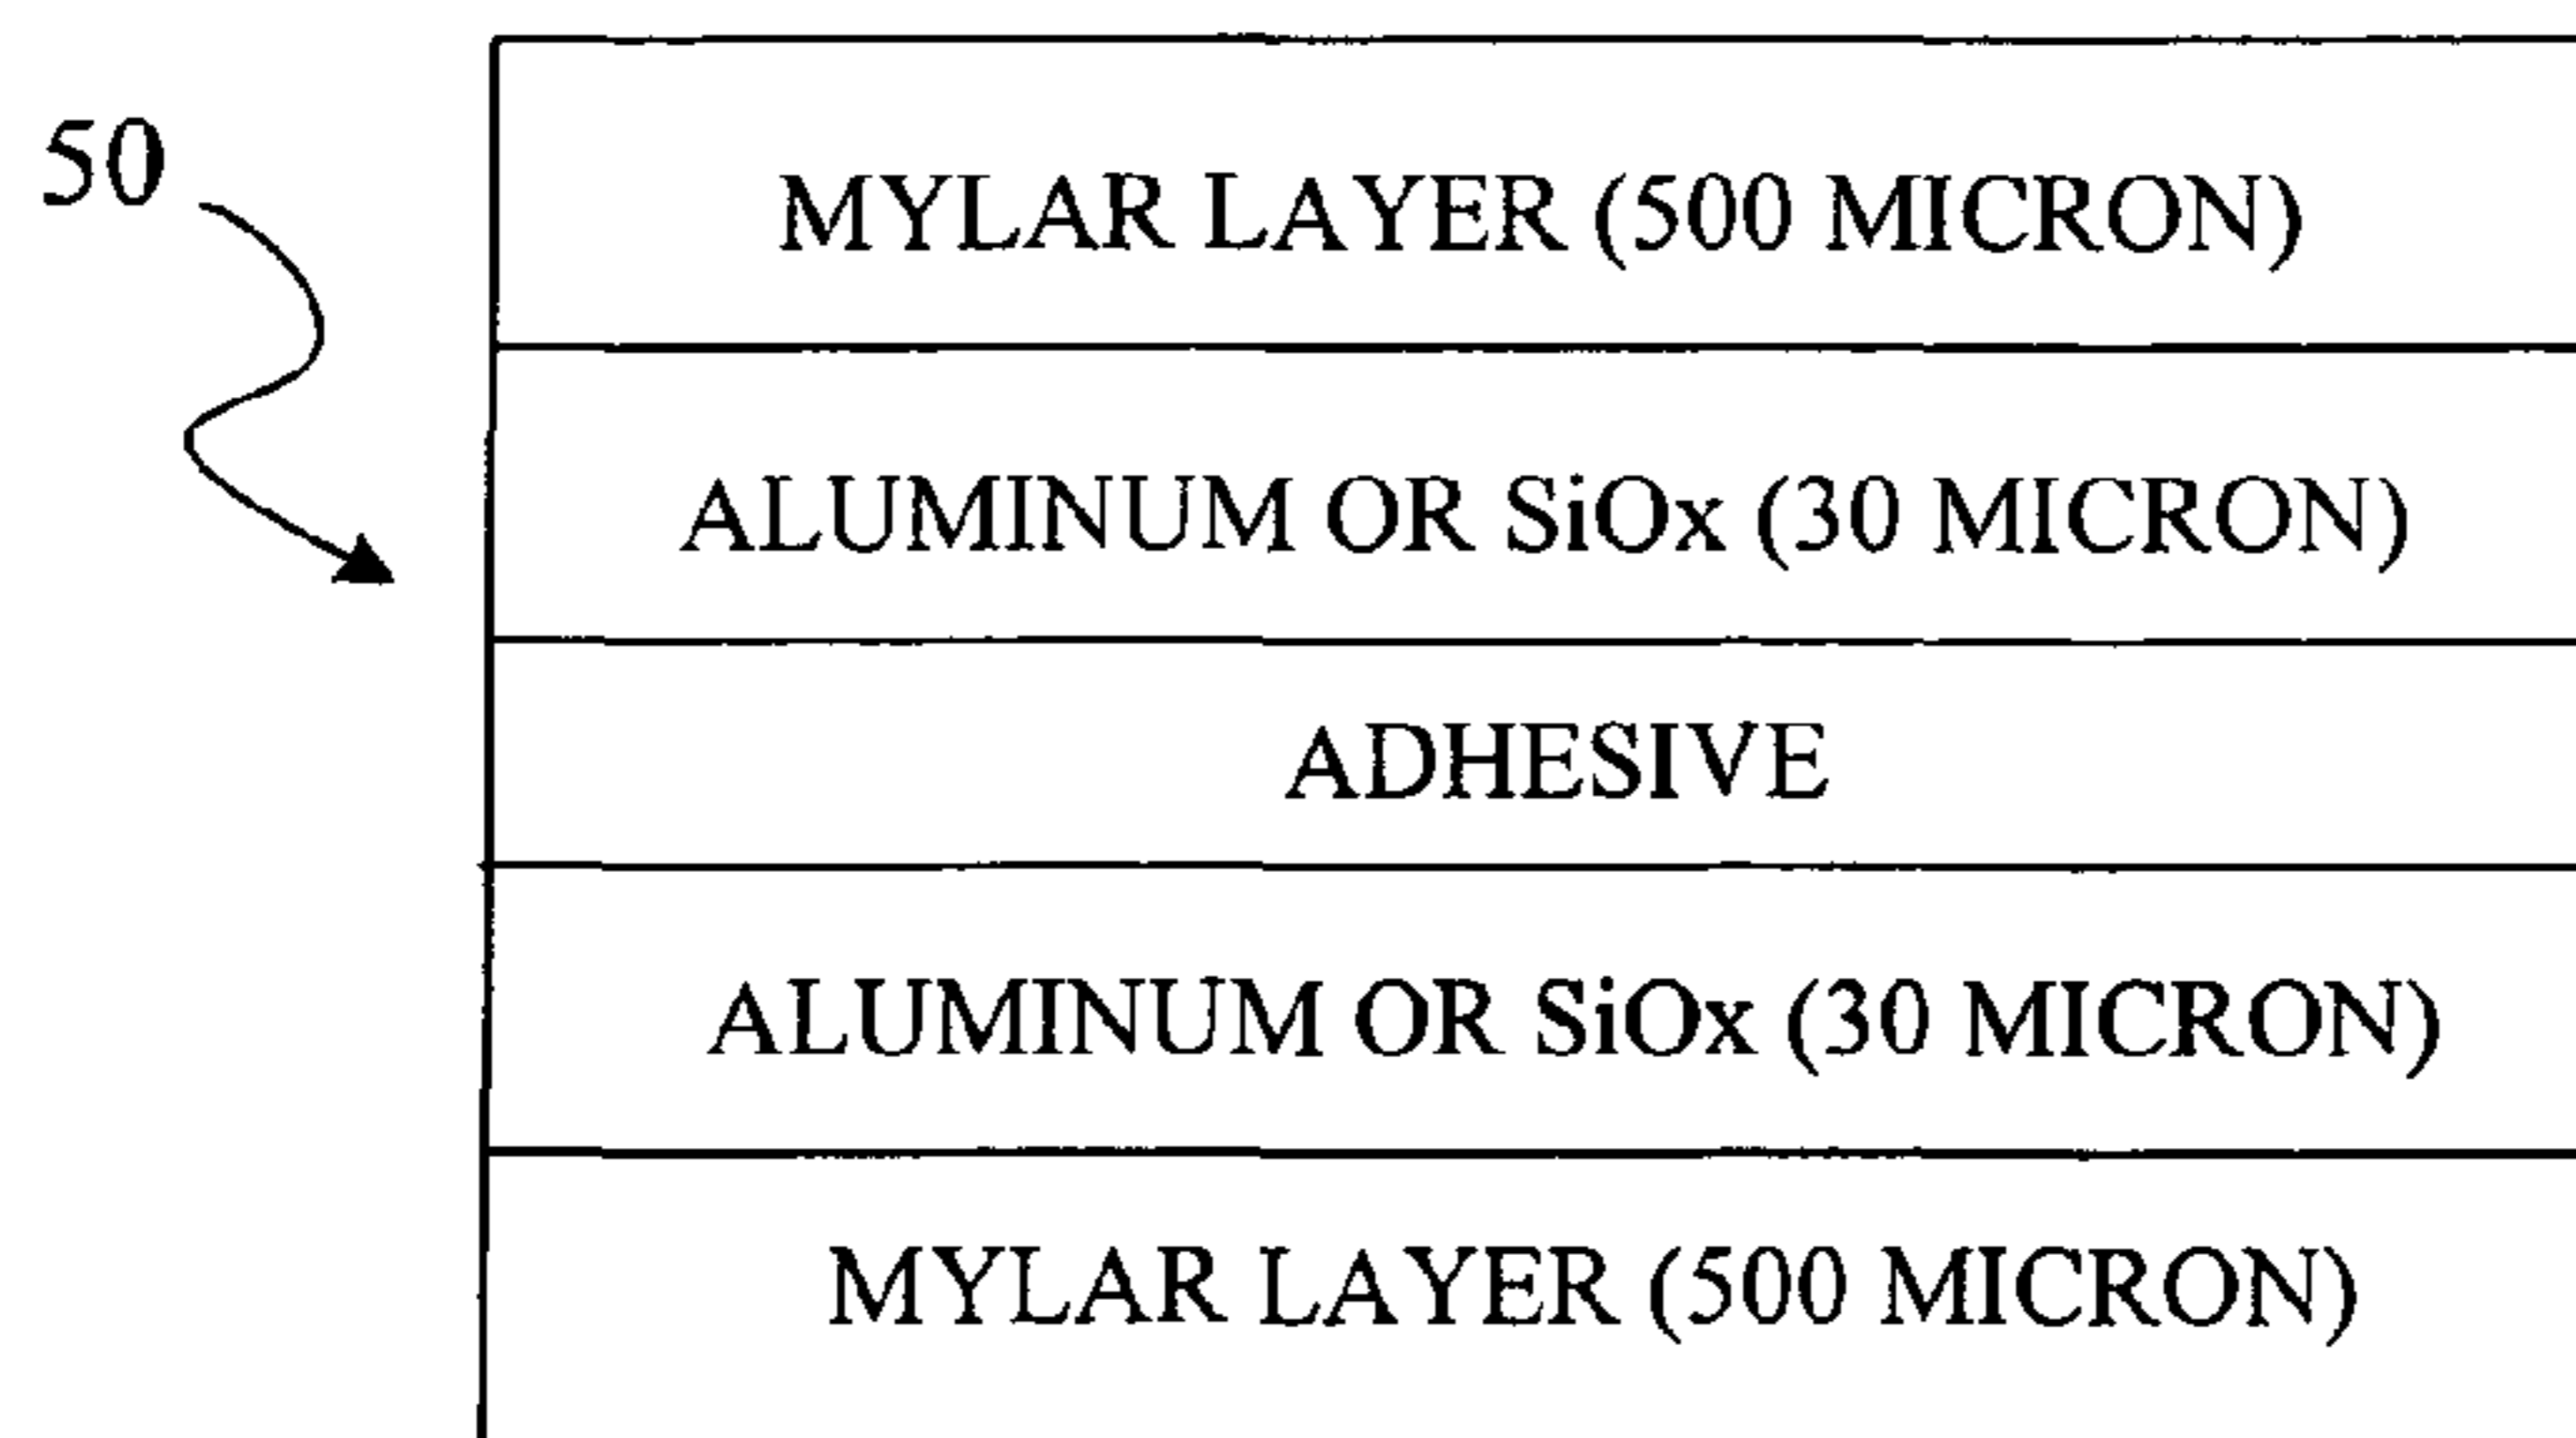 50
MYLAR LAYER (500 MICRON)
ALUMINUM OR SiOx (30 MICRON)
ADHESIVE
ALUMINUM OR SiOx (30 MICRON)
MYLAR LAYER (500 MICRON)